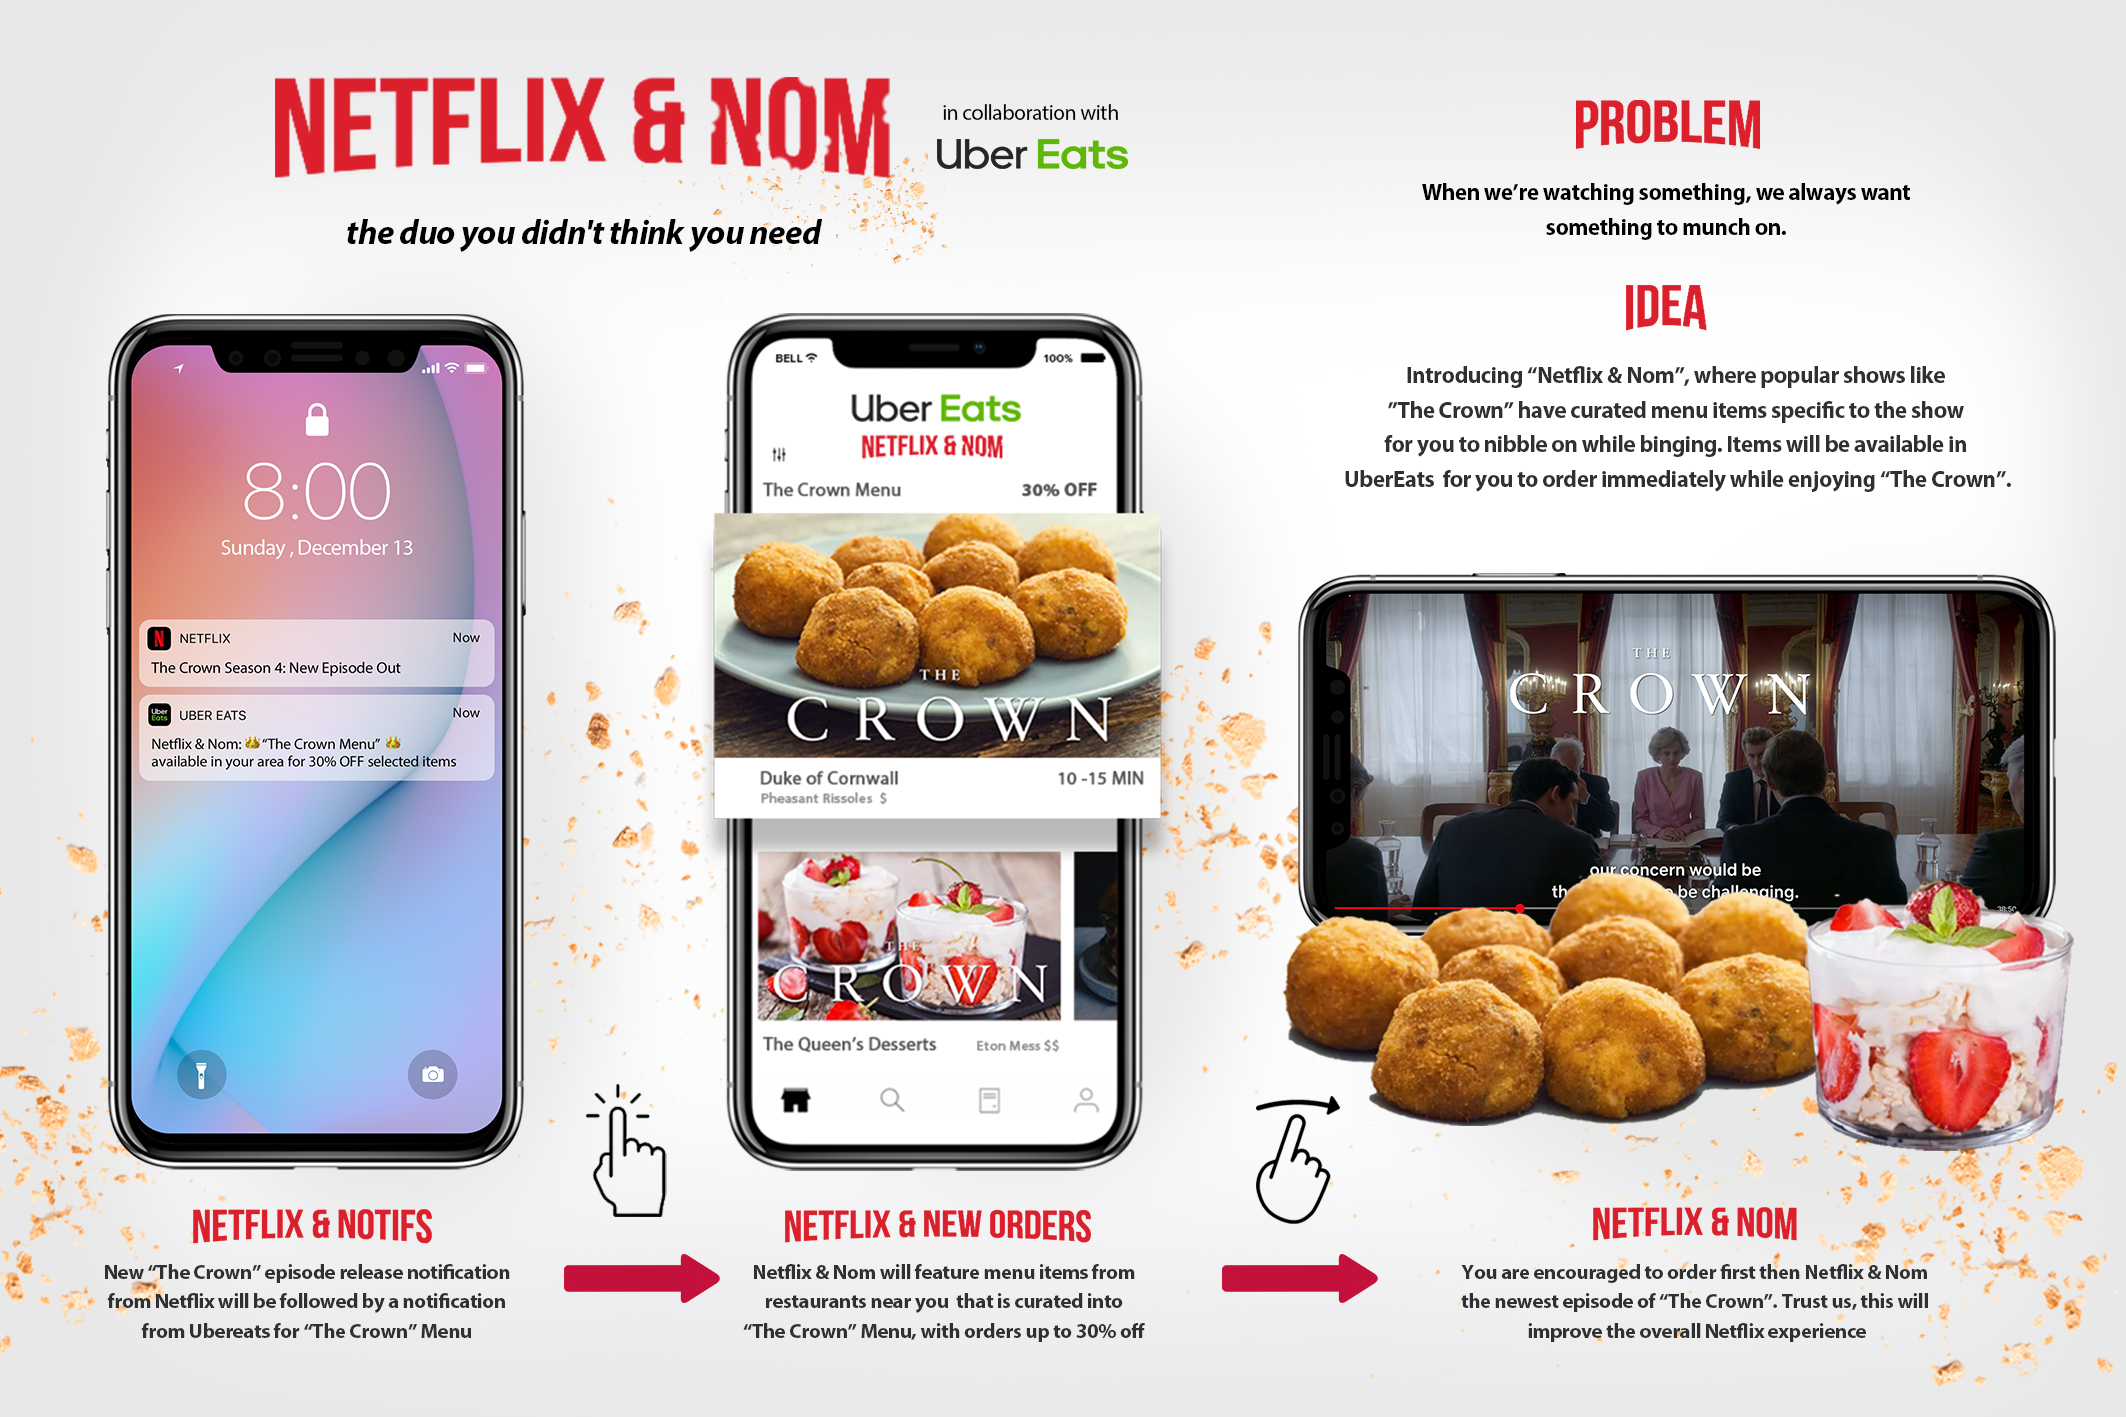 NETFLIX & NOM
in collaboration with
Uber Eats
the duo you didn't think you need
PROBLEM
When we’re watching something, we always want
something to munch on.
IDEA
Introducing “Netflix & Nom”, where popular shows like
”The Crown” have curated menu items specific to the show
for you to nibble on while binging. Items will be available in
UberEats for you to order immediately while enjoying “The Crown”.
8:00
Sunday , December 13
N NETFLIX Now
The Crown Season 4: New Episode Out
Uber Eats UBER EATS Now
Netflix & Nom: 👑“The Crown Menu” 👑
available in your area for 30% OFF selected items
BELL 100%
Uber Eats
NETFLIX & NOM
The Crown Menu 30% OFF
THE
CROWN
Duke of Cornwall 10 -15 MIN
Pheasant Rissoles $
THE
CROWN
The Queen’s Desserts Eton Mess $$
THE
CROWN
our concern would be
be challenging.
38:50
NETFLIX & NOTIFS
New “The Crown” episode release notification
from Netflix will be followed by a notification
from Ubereats for “The Crown” Menu
NETFLIX & NEW ORDERS
Netflix & Nom will feature menu items from
restaurants near you that is curated into
“The Crown” Menu, with orders up to 30% off
NETFLIX & NOM
You are encouraged to order first then Netflix & Nom
the newest episode of “The Crown”. Trust us, this will
improve the overall Netflix experience